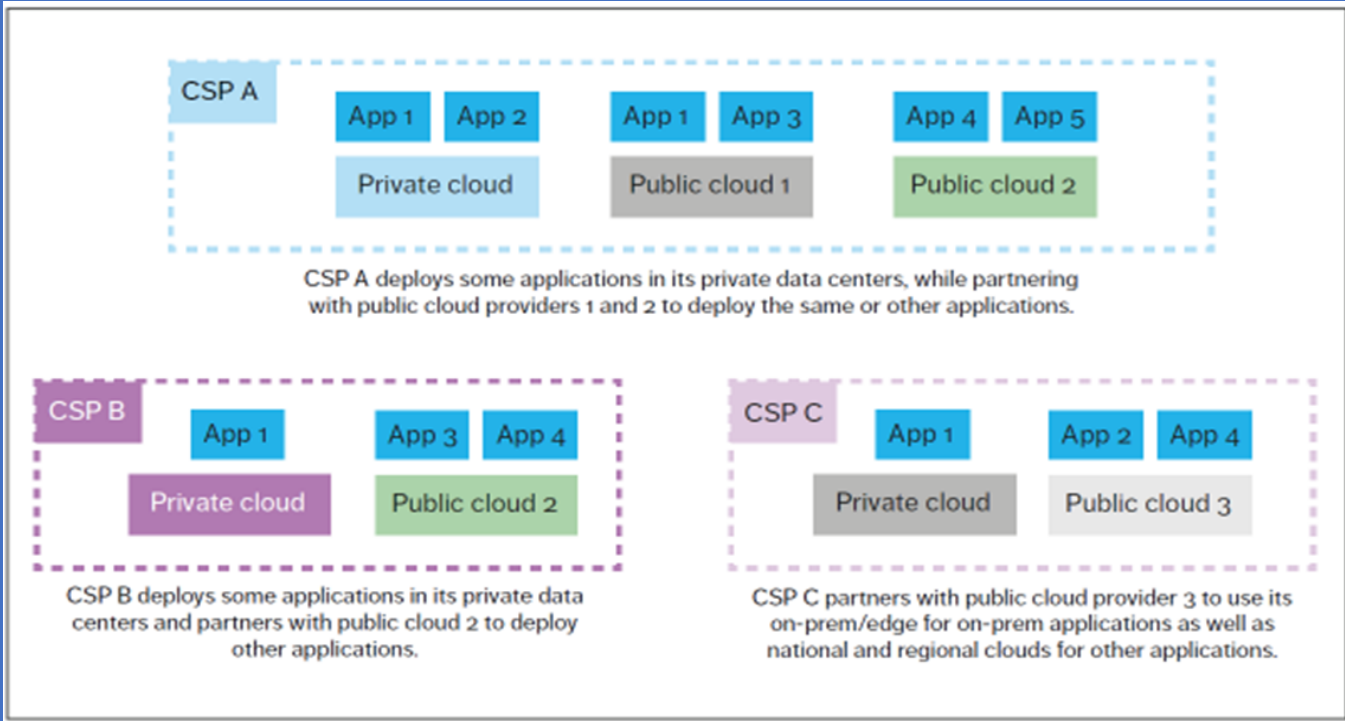 CSP A
App 1 App 2 App 1 App 3 App 4 App 5
Private cloud Public cloud 1 Public cloud 2
CSP A deploys some applications in its private data centers, while partnering
with public cloud providers 1 and 2 to deploy the same or other applications.
CSP B
App 1 App 3 App 4
Private cloud Public cloud 2
CSP B deploys some applications in its private data
centers and partners with public cloud 2 to deploy
other applications.
CSP C
App 1 App 2 App 4
Private cloud Public cloud 3
CSP C partners with public cloud provider 3 to use its
on-prem/edge for on-prem applications as well as
national and regional clouds for other applications.